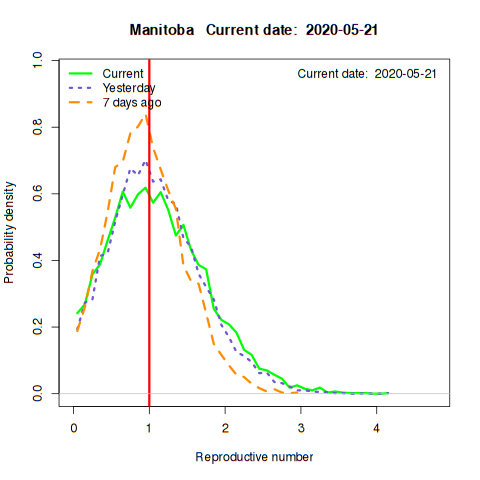 Manitoba   Current date:  2020-05-21
Current
Yesterday
7 days ago
Current date:  2020-05-21
Probability density
1.0
0.8
0.6
0.4
0.2
0.0
0 1 2 3 4
Reproductive number